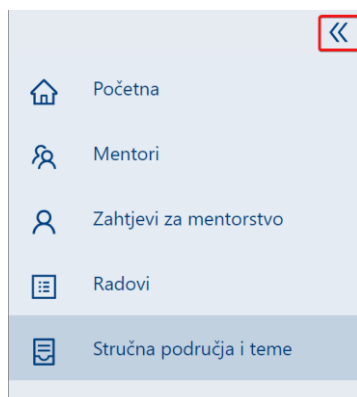 Početna
Mentori
Zahtjevi za mentorstvo
Radovi
Stručna područja i teme